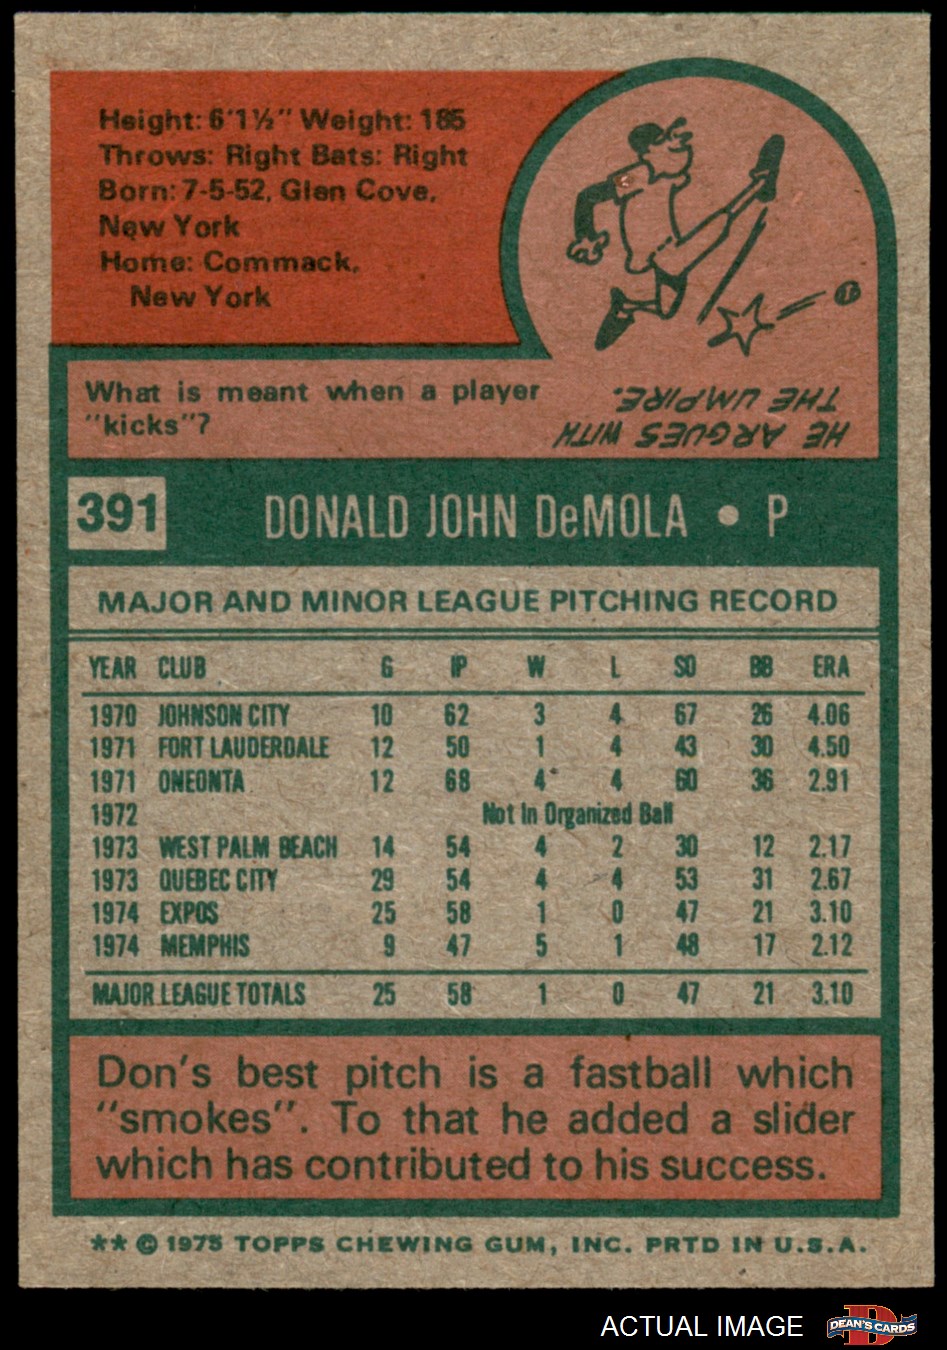 Height: 6'1½" Weight: 185
Throws: Right Bats: Right
Born: 7-5-52, Glen Cove,
New York
Home: Commack,
New York
What is meant when a player
"kicks"?
HE ARGUES WITH
THE UMPIRE.
391 DONALD JOHN DeMOLA • P
MAJOR AND MINOR LEAGUE PITCHING RECORD
YEAR CLUB G IP W L SO BB ERA
1970 JOHNSON CITY 10 62 3 4 67 26 4.06
1971 FORT LAUDERDALE 12 50 1 4 43 30 4.50
1971 ONEONTA 12 68 4 4 60 36 2.91
1972 Not In Organized Ball
1973 WEST PALM BEACH 14 54 4 2 30 12 2.17
1973 QUEBEC CITY 29 54 4 4 53 31 2.67
1974 EXPOS 25 58 1 0 47 21 3.10
1974 MEMPHIS 9 47 5 1 48 17 2.12
MAJOR LEAGUE TOTALS 25 58 1 0 47 21 3.10
Don's best pitch is a fastball which
"smokes". To that he added a slider
which has contributed to his success.
** © 1975 TOPPS CHEWING GUM, INC. PRTD IN U.S.A.
ACTUAL IMAGE
D DEAN'S CARDS